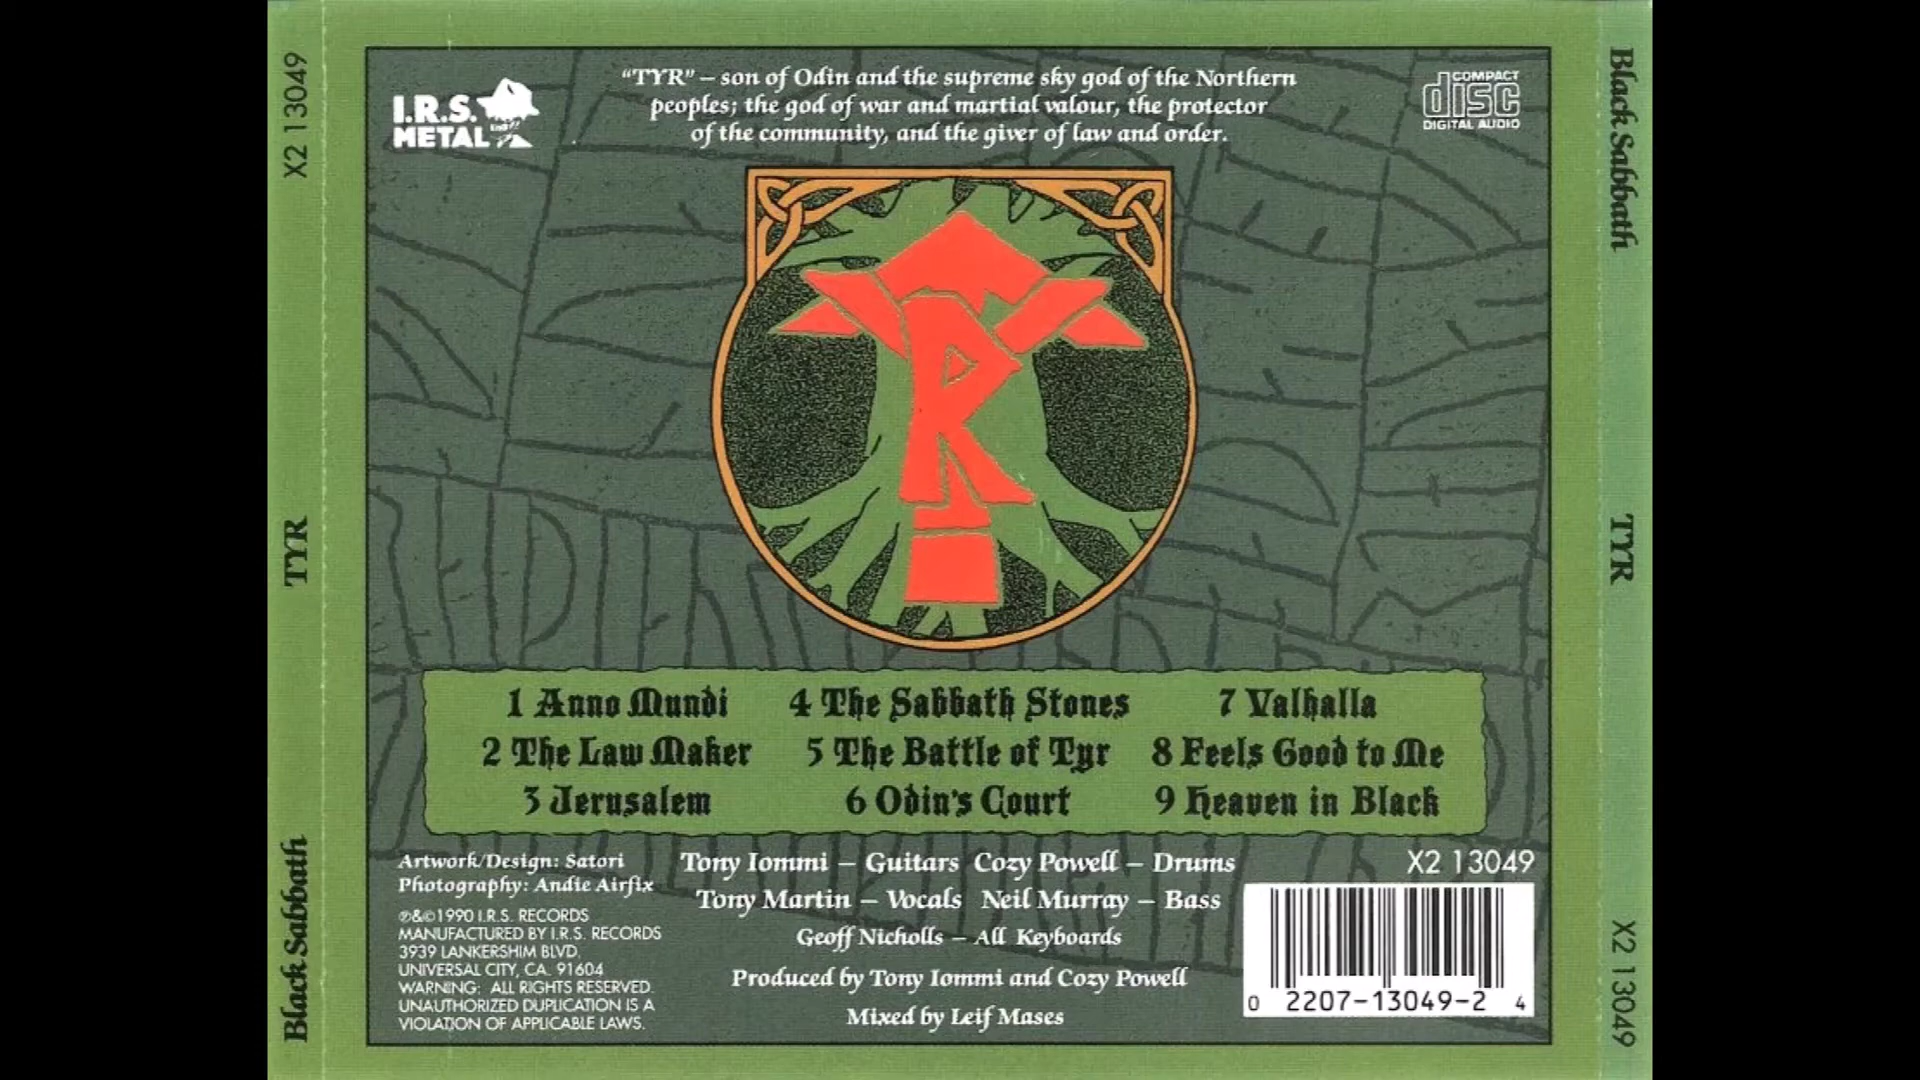 X2 13049
TYR
Black Sabbath
I.R.S.
METAL
"TYR" – son of Odin and the supreme sky god of the Northern
peoples; the god of war and martial valour, the protector
of the community, and the giver of law and order.
COMPACT
disc
DIGITAL AUDIO
TYR
1 Anno Mundi
2 The Law Maker
3 Jerusalem
4 The Sabbath Stones
5 The Battle of Tyr
6 Odin's Court
7 Valhalla
8 Feels Good to Me
9 Heaven in Black
Artwork/Design: Satori
Photography: Andie Airfix
℗&©1990 I.R.S. RECORDS
MANUFACTURED BY I.R.S. RECORDS
3939 LANKERSHIM BLVD.
UNIVERSAL CITY, CA. 91604
WARNING: ALL RIGHTS RESERVED.
UNAUTHORIZED DUPLICATION IS A
VIOLATION OF APPLICABLE LAWS.
Tony Iommi – Guitars Cozy Powell – Drums
Tony Martin – Vocals Neil Murray – Bass
Geoff Nicholls – All Keyboards
Produced by Tony Iommi and Cozy Powell
Mixed by Leif Mases
X2 13049
0 2207-13049-2 4
Black Sabbath
TYR
X2 13049